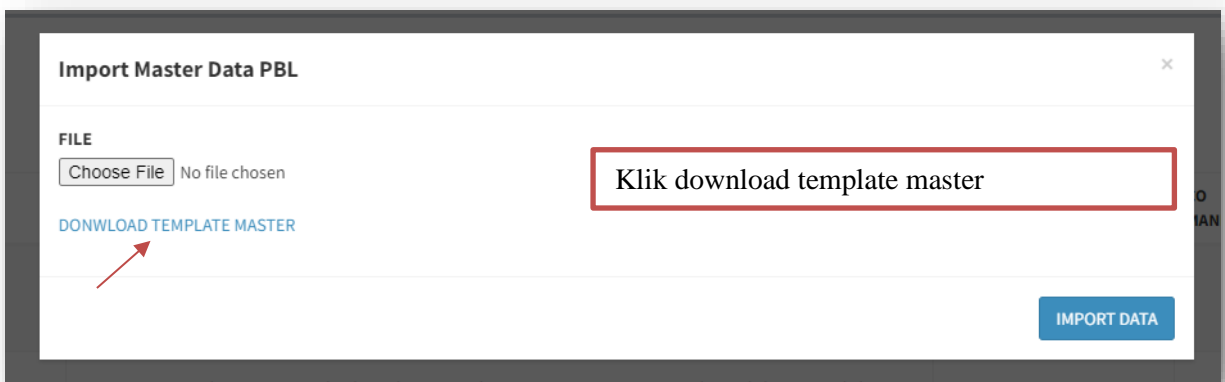 Import Master Data PBL ×
FILE
Choose File No file chosen
Klik download template master
DONWLOAD TEMPLATE MASTER
IMPORT DATA